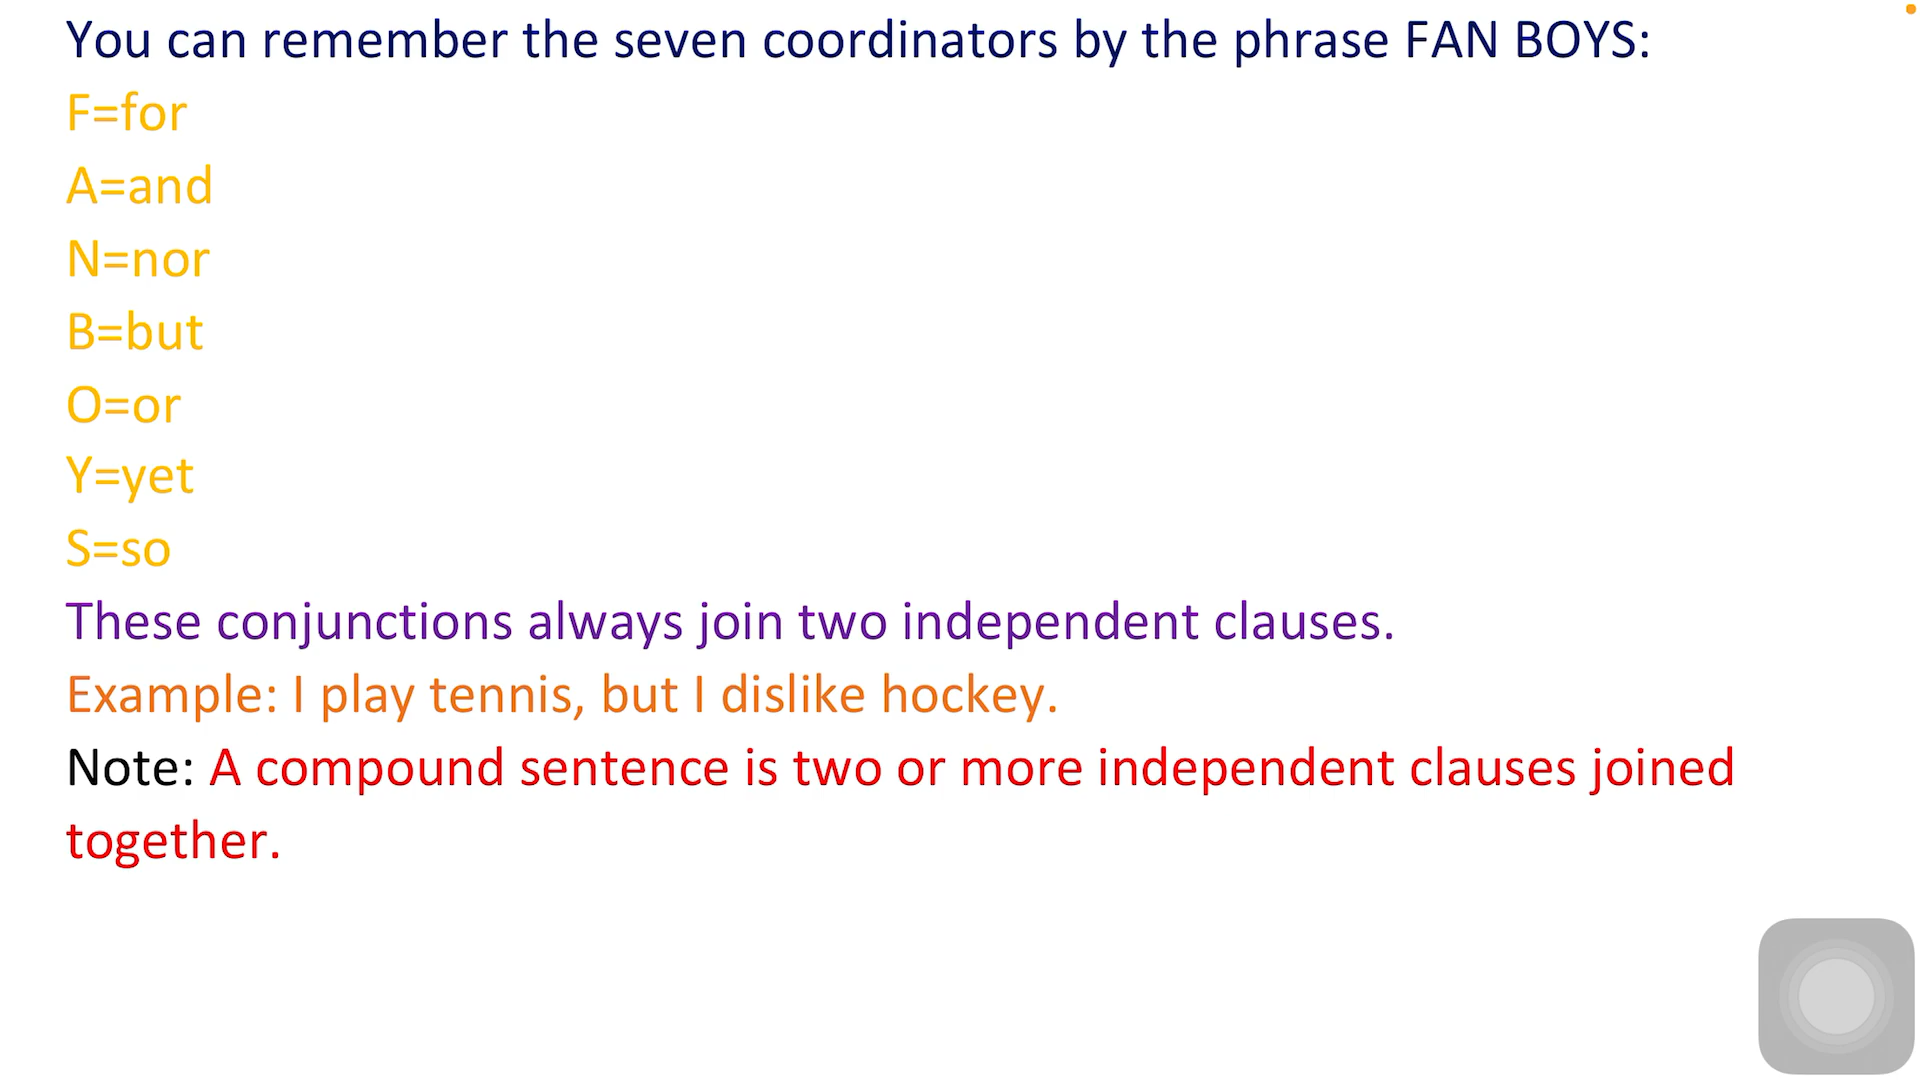 You can remember the seven coordinators by the phrase FAN BOYS:
F=for
A=and
N=nor
B=but
O=or
Y=yet
S=so
These conjunctions always join two independent clauses.
Example: I play tennis, but I dislike hockey.
Note: A compound sentence is two or more independent clauses joined
together.